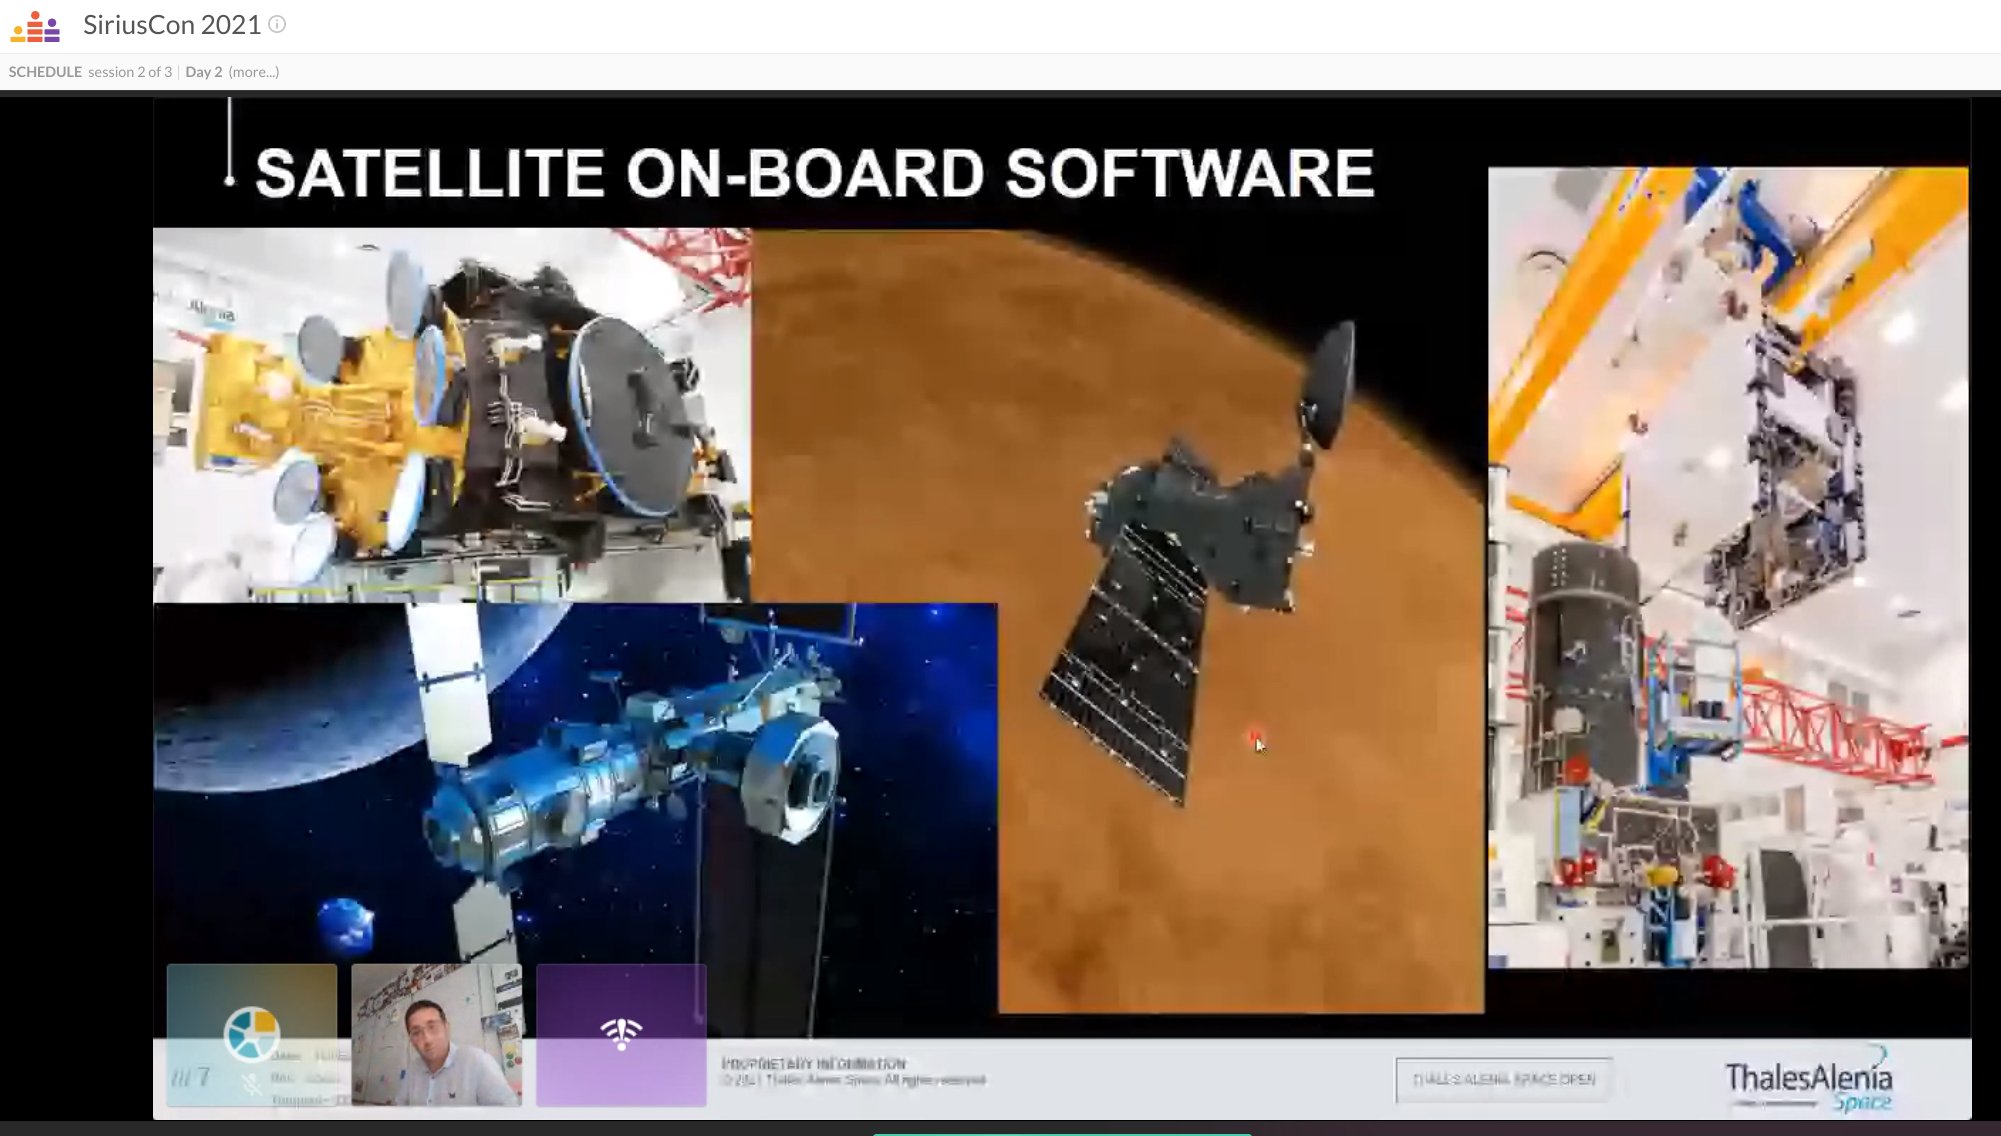 SiriusCon 2021
SCHEDULE session 2 of 3 | Day 2 (more...)
SATELLITE ON-BOARD SOFTWARE
/// 7
PROPRIETARY INFORMATION
© 2021 Thales Alenia Space All rights reserved
THALES ALENIA SPACE OPEN
ThalesAlenia
Space